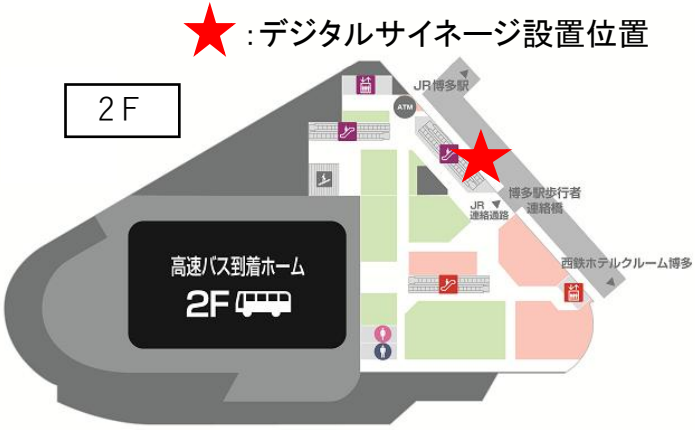 ★:デジタルサイネージ設置位置
2F
JR博多駅
ATM
博多駅歩行者
連絡橋
JR
連絡通路
西鉄ホテルクルーム博多
高速バス到着ホーム
2F